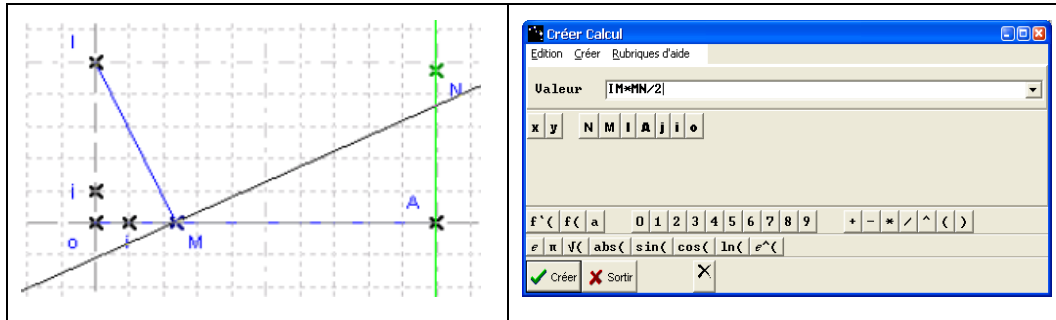 I
N
i
A
o
i
M
Créer Calcul
Edition Créer Rubriques d'aide
Valeur IM*MN/2
x y N M I A j i o
f`( f( a 0 1 2 3 4 5 6 7 8 9 + - * / ^ ( )
e π √( abs( sin( cos( ln( e^(
Créer Sortir